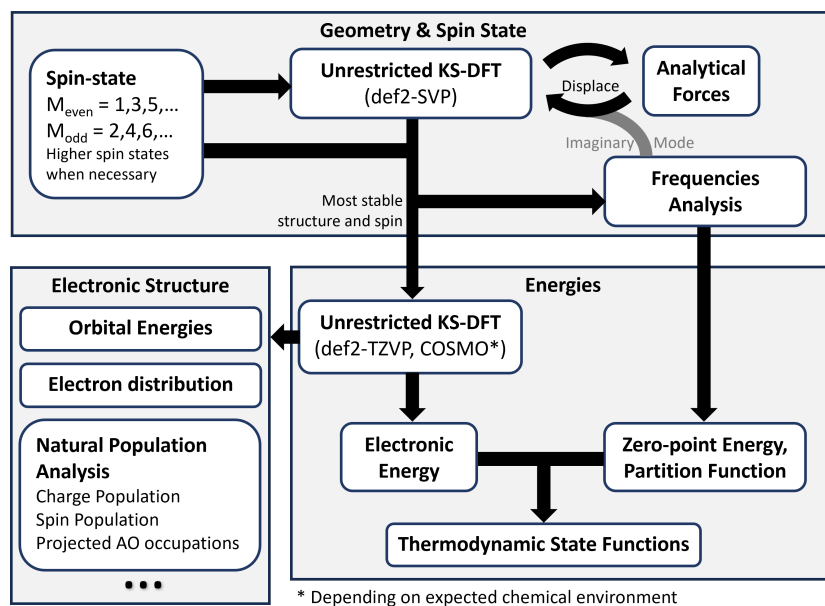 Geometry & Spin State
Spin-state
Meven = 1,3,5,...
Modd = 2,4,6,...
Higher spin states
when necessary
Unrestricted KS-DFT
(def2-SVP)
Displace
Analytical
Forces
Imaginary Mode
Frequencies
Analysis
Most stable
structure and spin
Electronic Structure
Orbital Energies
Electron distribution
Natural Population
Analysis
Charge Population
Spin Population
Projected AO occupations
...
Energies
Unrestricted KS-DFT
(def2-TZVP, COSMO*)
Electronic
Energy
Zero-point Energy,
Partition Function
Thermodynamic State Functions
* Depending on expected chemical environment